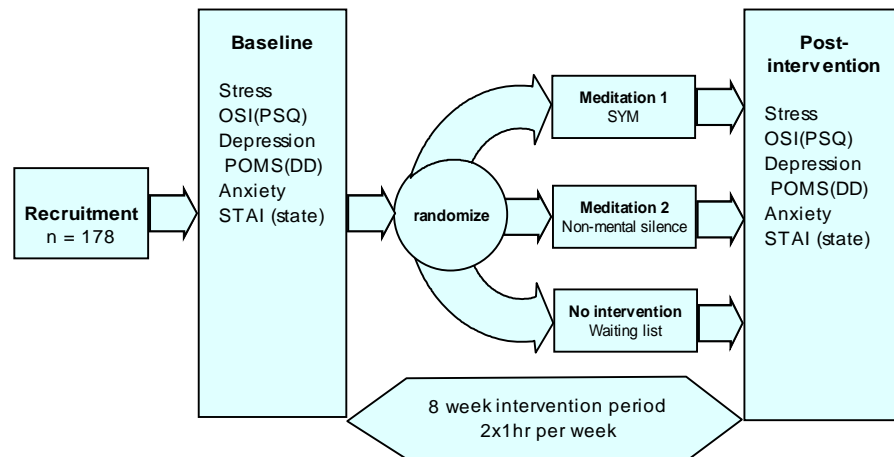 Recruitment
n = 178
Baseline
Stress
OSI(PSQ)
Depression
POMS(DD)
Anxiety
STAI (state)
randomize
Meditation 1
SYM
Meditation 2
Non-mental silence
No intervention
Waiting list
8 week intervention period
2x1hr per week
Post-
intervention
Stress
OSI(PSQ)
Depression
POMS(DD)
Anxiety
STAI (state)